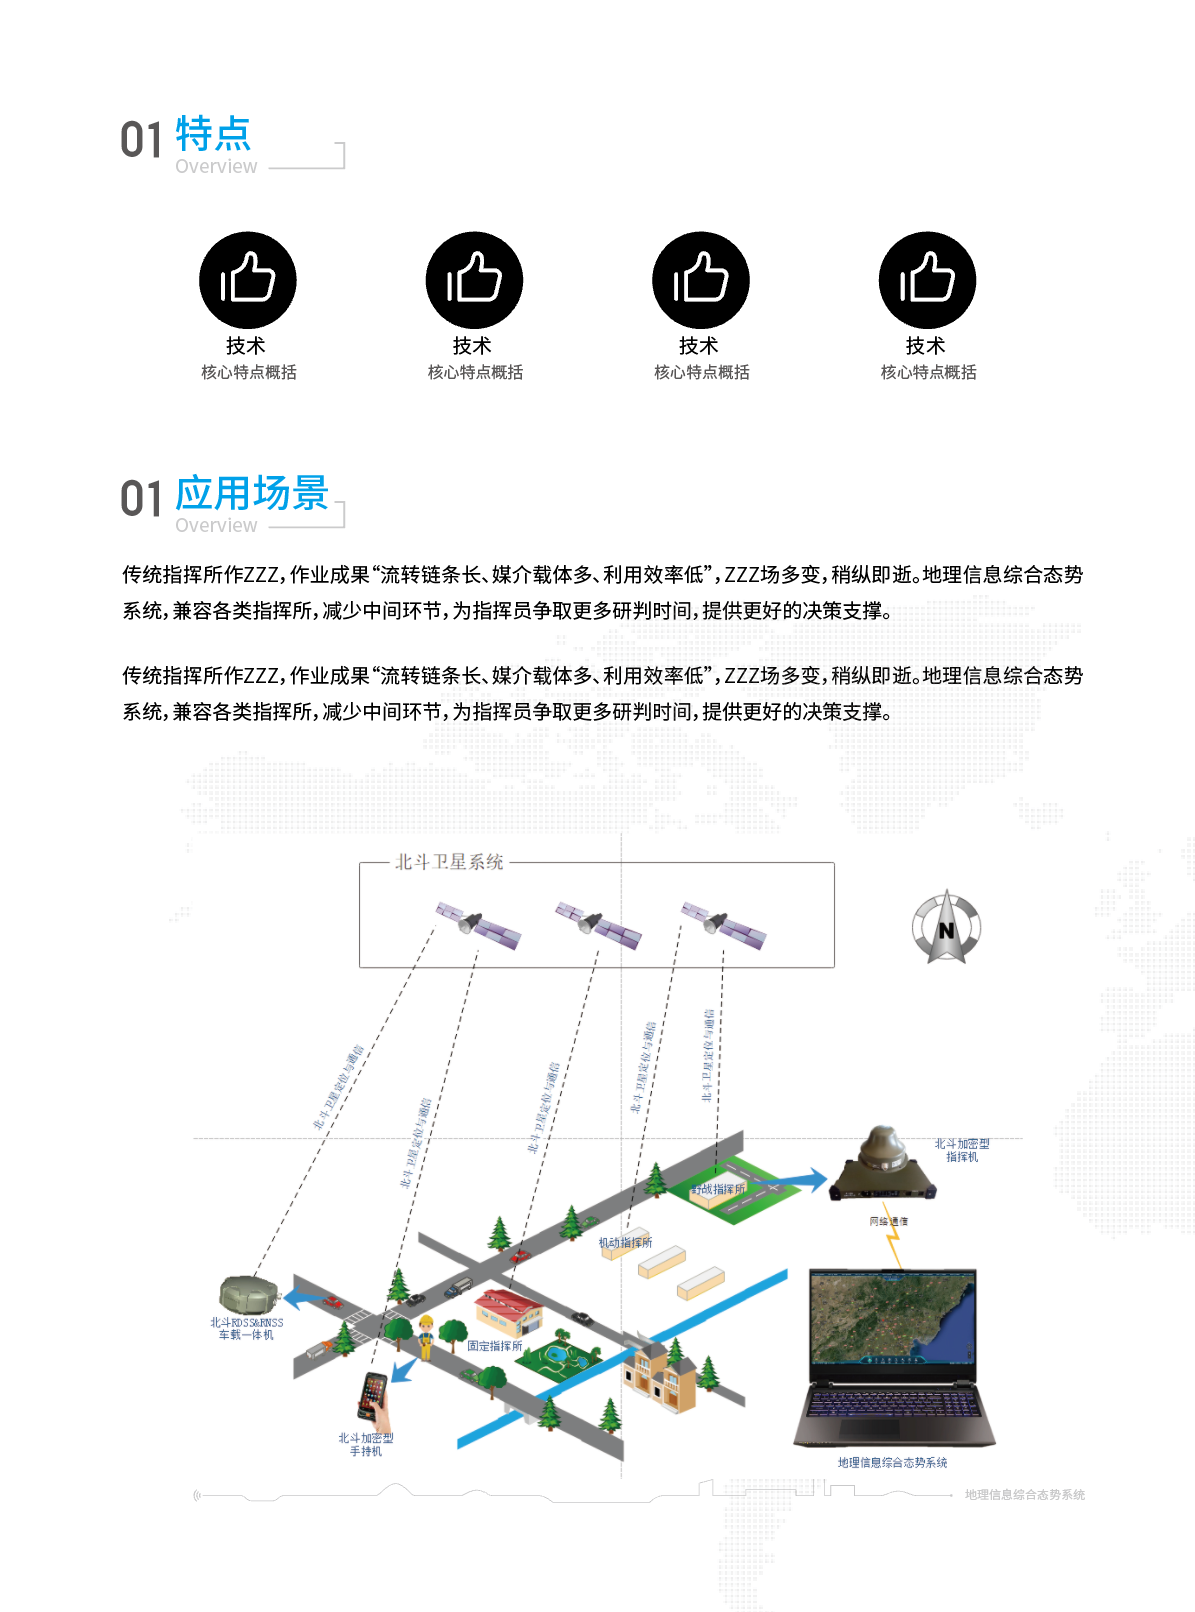 01 特点
Overview
技术 技术 技术 技术
核心特点概括 核心特点概括 核心特点概括 核心特点概括
01 应用场景
Overview
传统指挥所作ZZZ，作业成果“流转链条长、媒介载体多、利用效率低”，ZZZ场多变，稍纵即逝。地理信息综合态势
系统，兼容各类指挥所，减少中间环节，为指挥员争取更多研判时间，提供更好的决策支撑。
传统指挥所作ZZZ，作业成果“流转链条长、媒介载体多、利用效率低”，ZZZ场多变，稍纵即逝。地理信息综合态势
系统，兼容各类指挥所，减少中间环节，为指挥员争取更多研判时间，提供更好的决策支撑。
北斗卫星系统
N
北斗卫星定位与通信
北斗卫星定位与通信
北斗卫星定位与通信
北斗卫星定位与通信
北斗卫星定位与通信
北斗加密型
指挥机
野战指挥所
网络通信
机动指挥所
北斗RDSS&RNSS
车载一体机
固定指挥所
北斗加密型
手持机
地理信息综合态势系统
地理信息综合态势系统